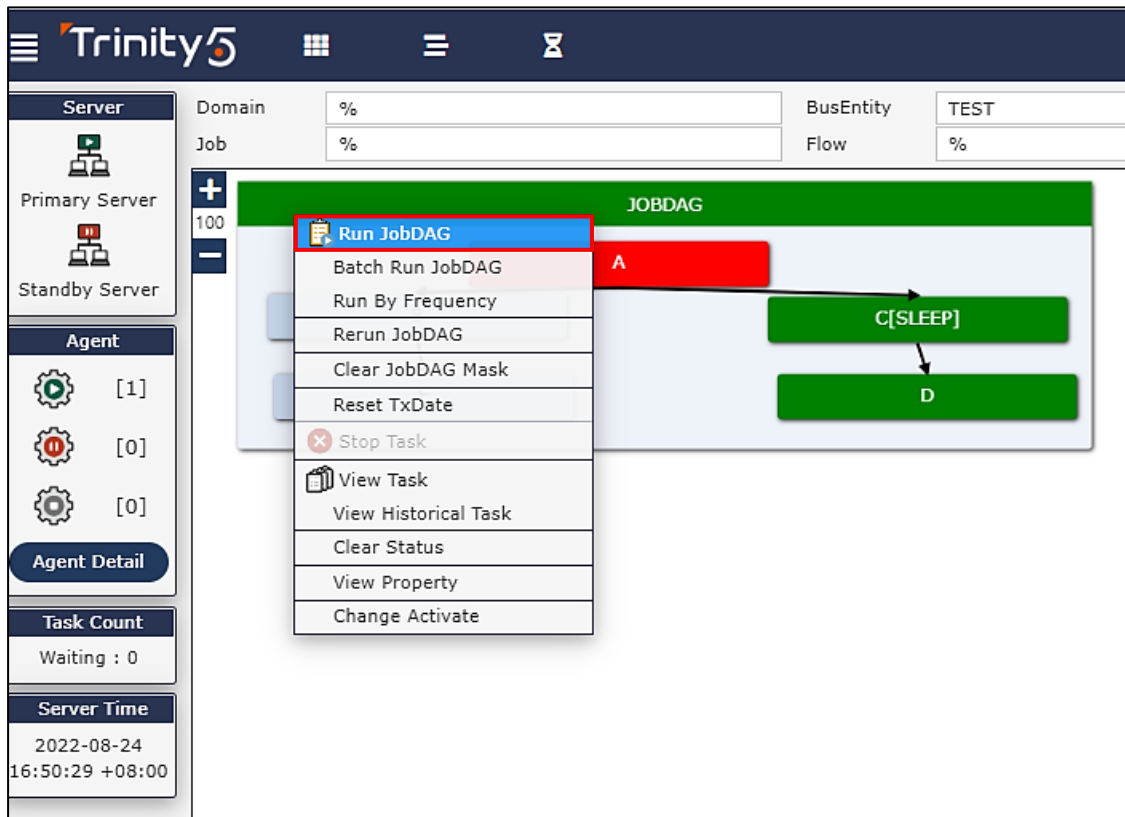 Trinity5
Server
Primary Server
Standby Server
Agent
[1]
[0]
[0]
Agent Detail
Task Count
Waiting : 0
Server Time
2022-08-24
16:50:29 +08:00
Domain
%
BusEntity
TEST
Job
%
Flow
%
100
JOBDAG
A
C[SLEEP]
D
Run JobDAG
Batch Run JobDAG
Run By Frequency
Rerun JobDAG
Clear JobDAG Mask
Reset TxDate
Stop Task
View Task
View Historical Task
Clear Status
View Property
Change Activate